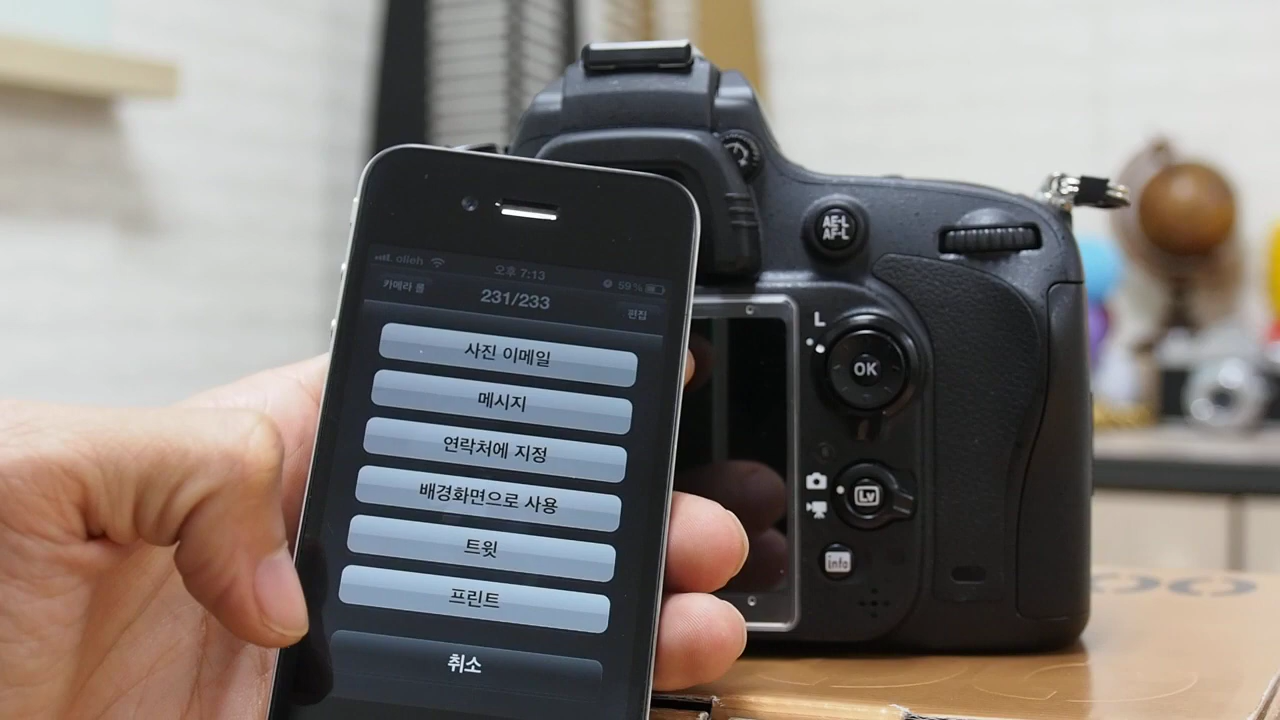 olleh
오후 7:13
59%
카메라 롤
231/233
편집
사진 이메일
메시지
연락처에 지정
배경화면으로 사용
트윗
프린트
취소
AE-L
AF-L
L
OK
Lv
info